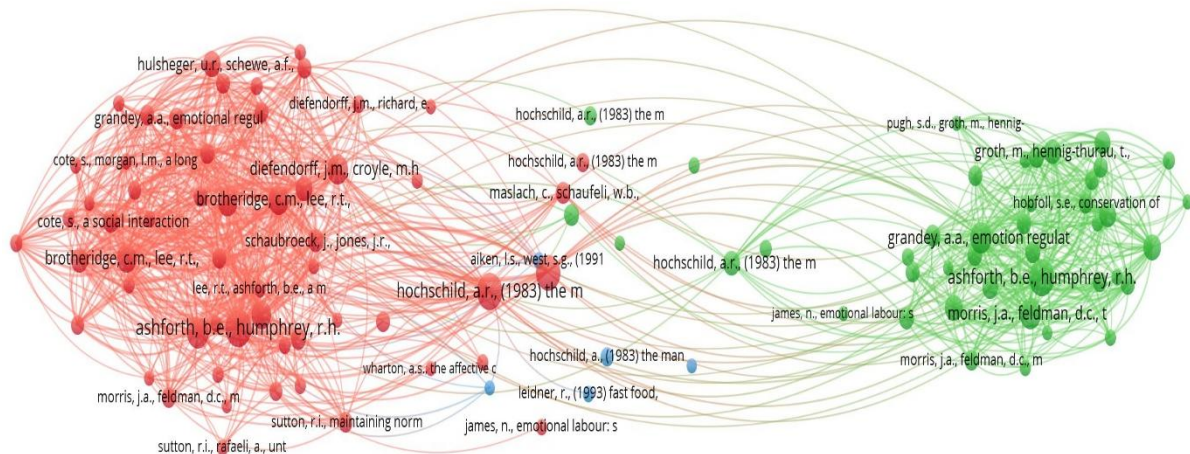 hulsheger, u.r., schewe, a.f.,
diefendorff, j.m., richard, e.
grandey, a.a., emotional regul
cote, s., morgan, l.m., a long
diefendorff, j.m., croyle, m.h
brotheridge, c.m., lee, r.t.,
cote, s., a social interaction
schaubroeck, j., jones, j.r.,
brotheridge, c.m., lee, r.t.,
lee, r.t., ashforth, b.e., a m
ashforth, b.e., humphrey, r.h.
wharton, a.s., the affective c
morris, j.a., feldman, d.c., m
sutton, r.i., maintaining norm
sutton, r.i., rafaeli, a., unt
hochschild, a.r., (1983) the m
hochschild, a.r., (1983) the m
maslach, c., schaufeli, w.b.,
aiken, l.s., west, s.g., (1991
hochschild, a.r., (1983) the m
hochschild, a.r., (1983) the m
hochschild, a., (1983) the man
leidner, r., (1993) fast food,
james, n., emotional labour: s
pugh, s.d., groth, m., hennig-
groth, m., hennig-thurau, t.,
hobfoll, s.e., conservation of
grandey, a.a., emotion regulat
ashforth, b.e., humphrey, r.h.
james, n., emotional labour: s
morris, j.a., feldman, d.c., t
morris, j.a., feldman, d.c., m